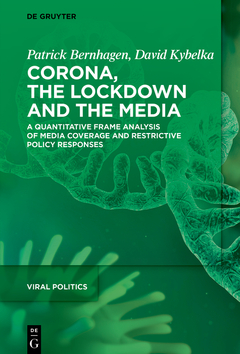 DE GRUYTER
Patrick Bernhagen, David Kybelka
CORONA,
THE LOCKDOWN
AND THE MEDIA
A QUANTITATIVE FRAME ANALYSIS
OF MEDIA COVERAGE AND RESTRICTIVE
POLICY RESPONSES
VIRAL POLITICS
DE
G